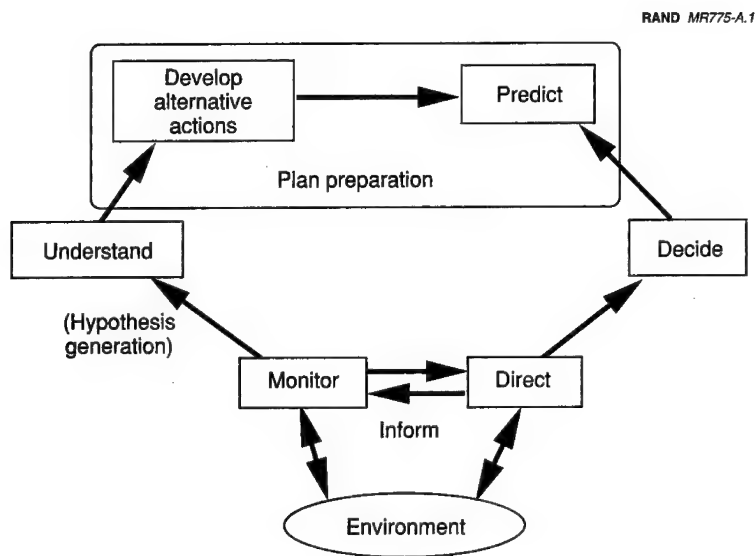 RAND MR775-A.1
Develop
alternative
actions
Predict
Plan preparation
Understand
Decide
(Hypothesis
generation)
Monitor
Direct
Inform
Environment